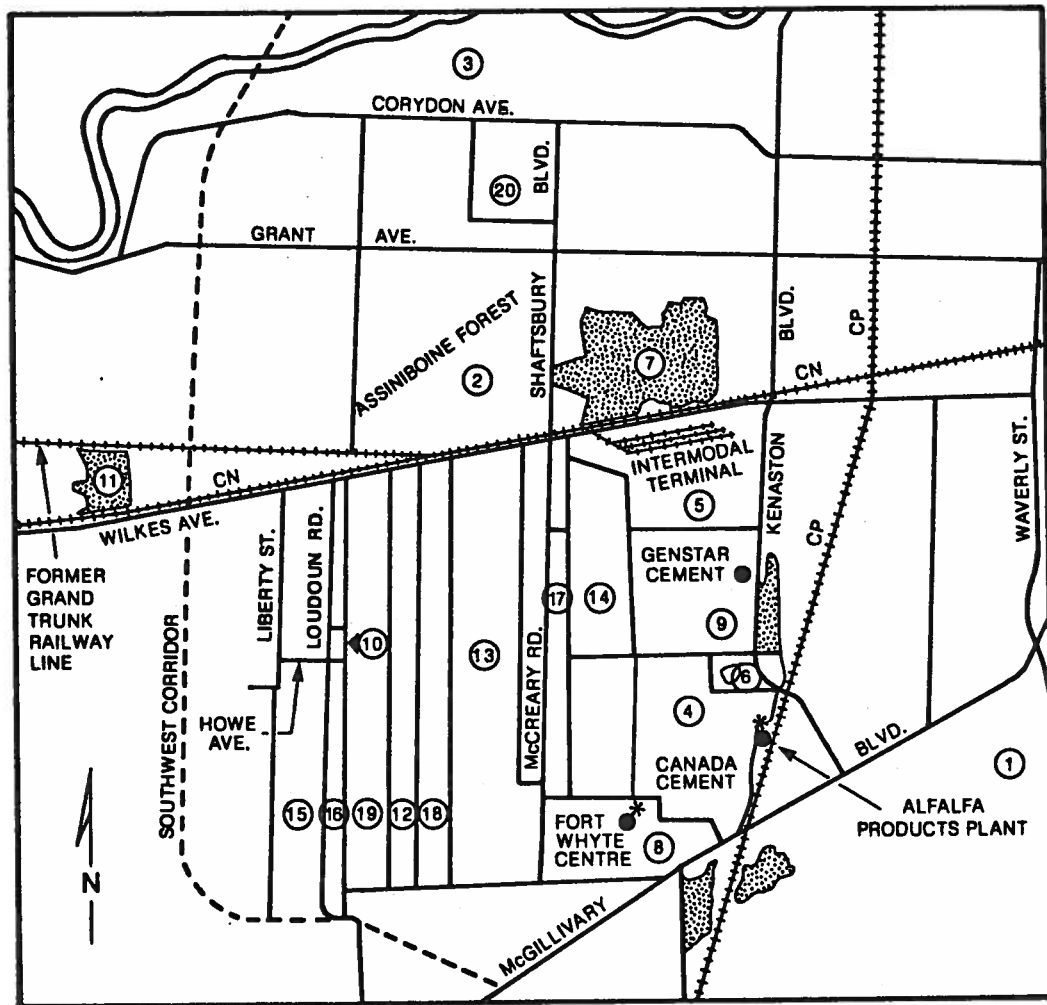 3
CORYDON AVE.
20
BLVD.
GRANT AVE.
SHAFTSBURY
ASSINIBOINE FOREST
2
7
BLVD.
CP
CN
11
CN
WILKES AVE.
INTERMODAL
TERMINAL
5
KENASTON
CP
WAVERLY ST.
FORMER
GRAND
TRUNK
RAILWAY
LINE
SOUTHWEST CORRIDOR
LIBERTY ST.
LOUDOUN RD.
GENSTAR
CEMENT
17
14
9
10
13
McCREARY RD.
6
HOWE
AVE.
4
CANADA
CEMENT
*
BLVD.
1
ALFALFA
PRODUCTS PLANT
15
16
19
12
18
FORT
WHYTE
CENTRE
*
8
McGILLIVARY
N